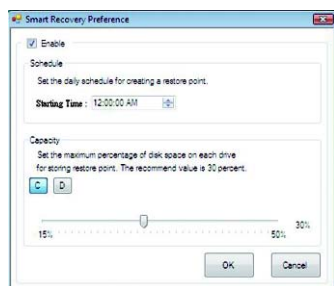 Smart Recovery Preference
Enable
Schedule
Set the daily schedule for creating a restore point.
Starting Time : 12:00:00 AM
Capacity
Set the maximum percentage of disk space on each drive
for storing restore point. The recommend value is 30 percent.
C D
30%
15% 50%
OK Cancel